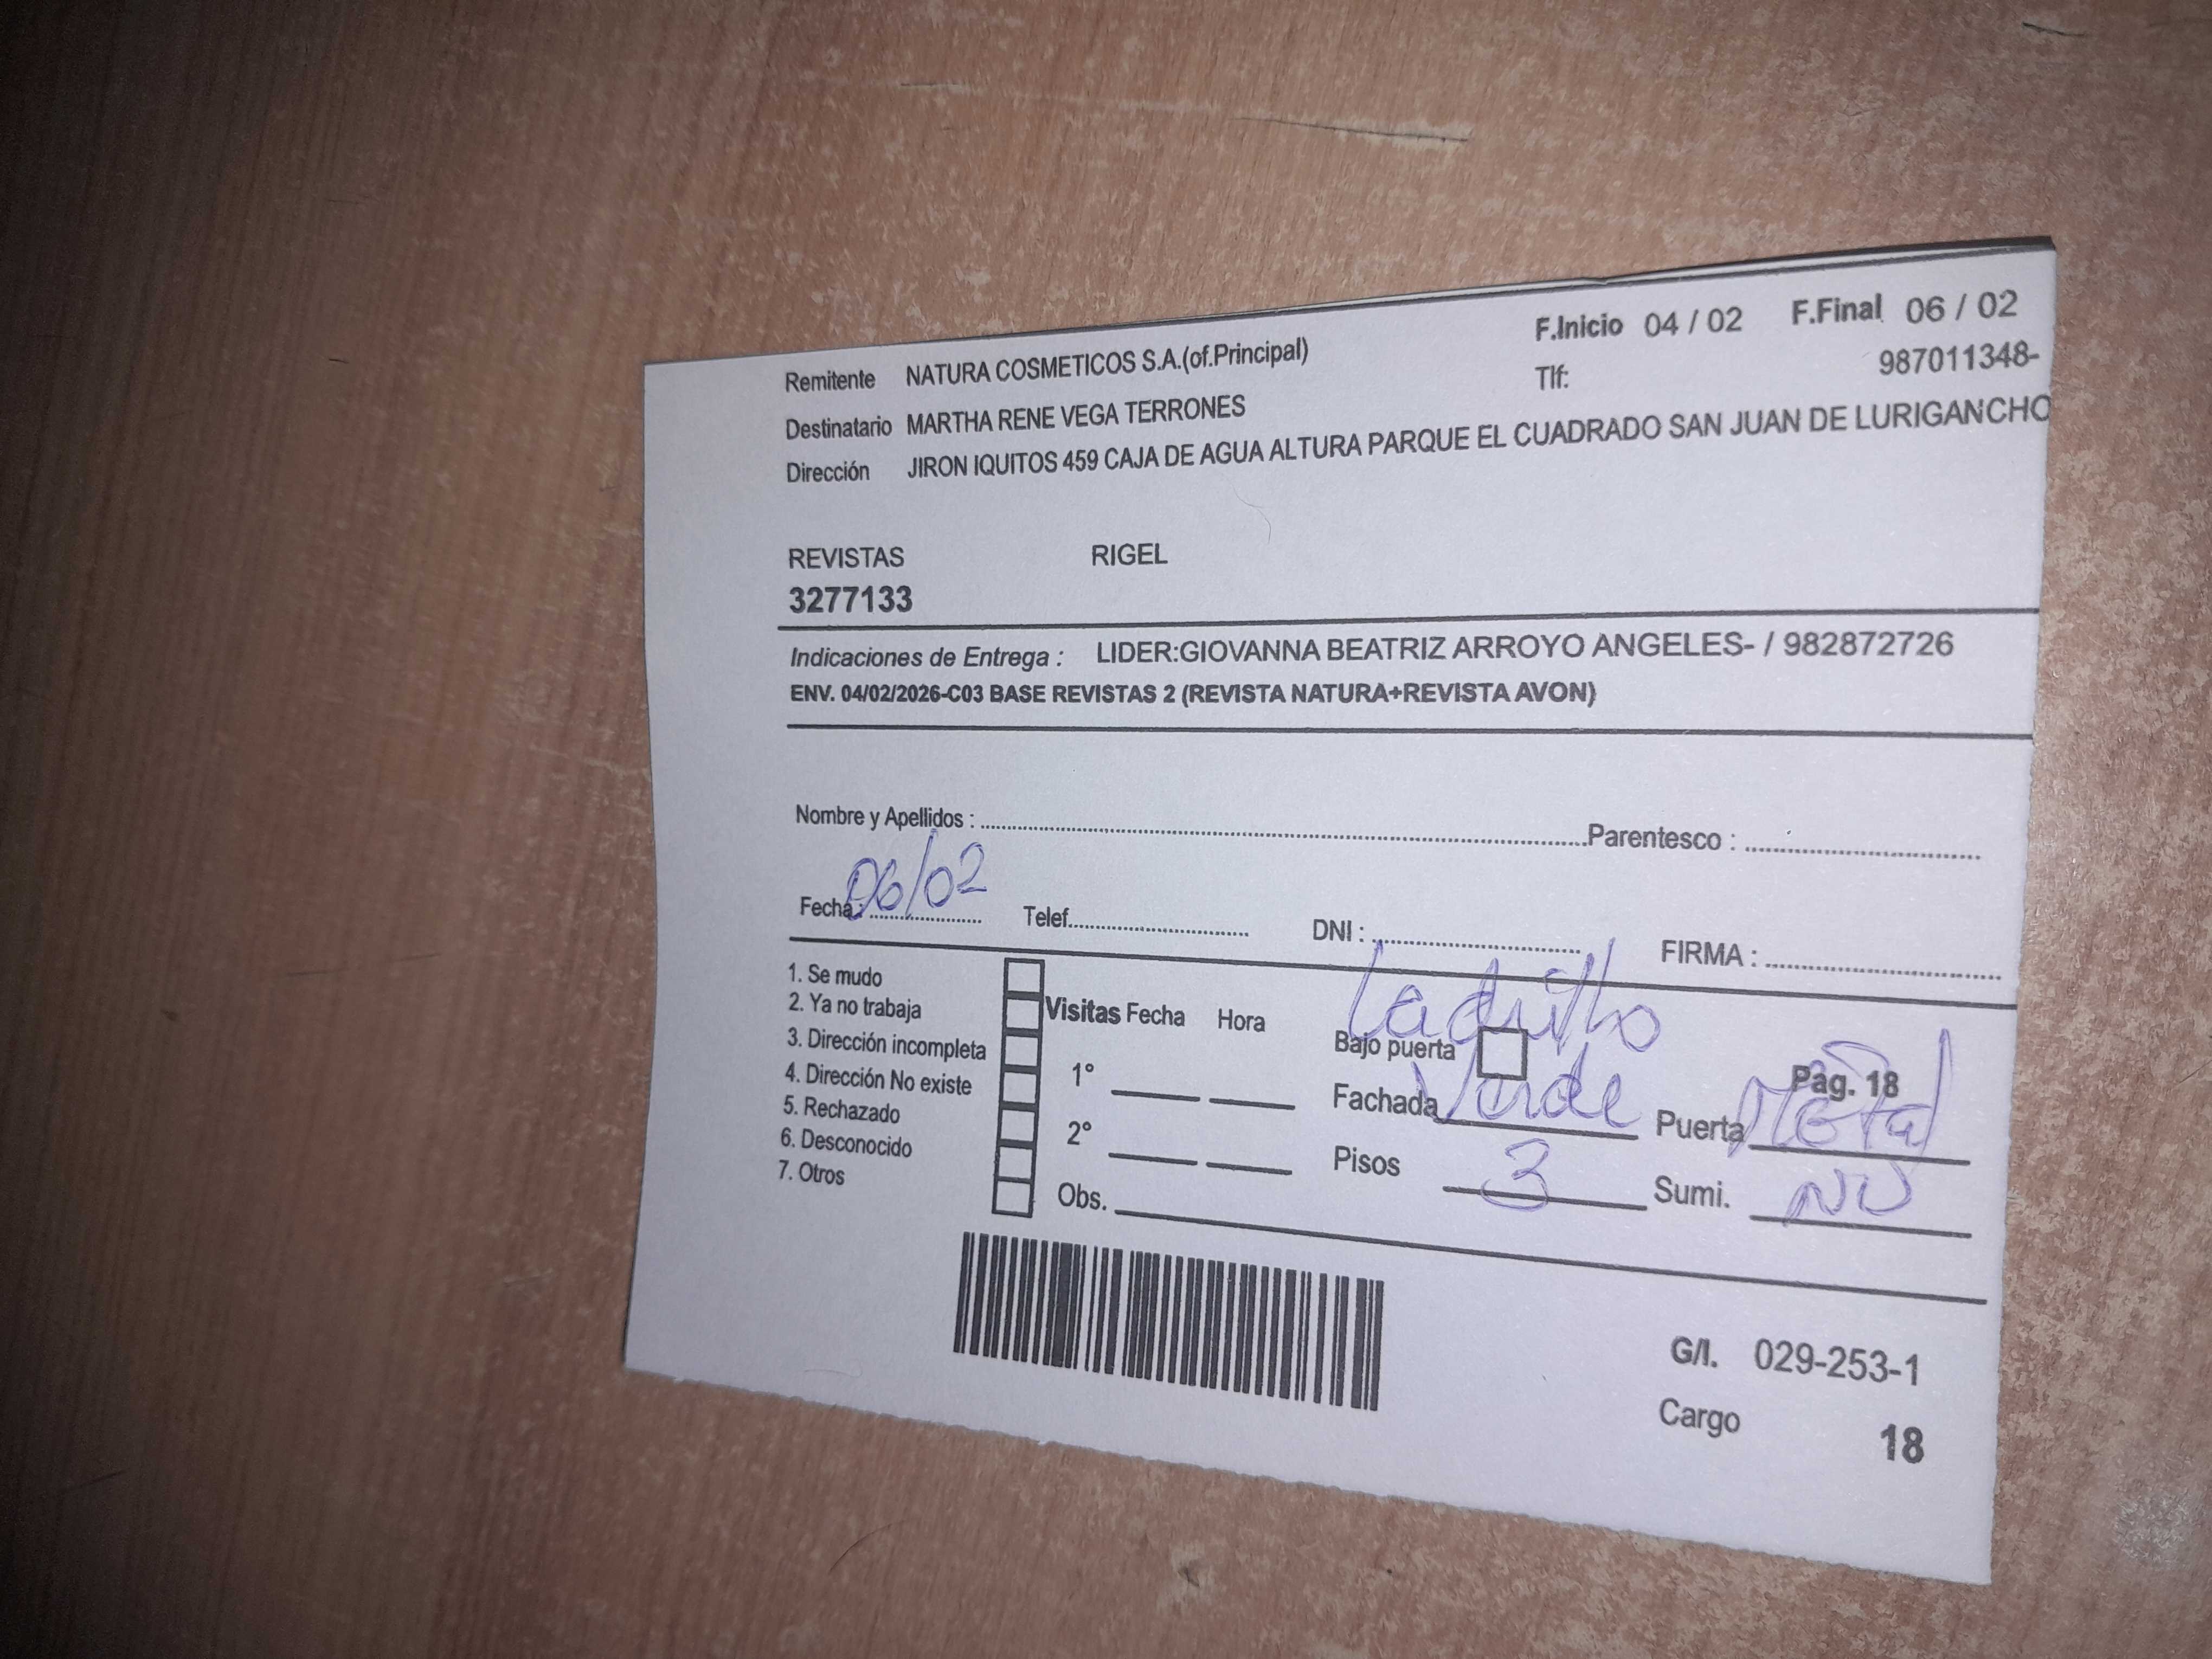 F.Inicio 04 / 02 F.Final 06 / 02
Remitente NATURA COSMETICOS S.A.(of.Principal) Tlf: 987011348-
Destinatario MARTHA RENE VEGA TERRONES
Dirección JIRON IQUITOS 459 CAJA DE AGUA ALTURA PARQUE EL CUADRADO SAN JUAN DE LURIGANCHO
REVISTAS RIGEL
3277133
Indicaciones de Entrega : LIDER:GIOVANNA BEATRIZ ARROYO ANGELES- / 982872726
ENV. 04/02/2026-C03 BASE REVISTAS 2 (REVISTA NATURA+REVISTA AVON)
Nombre y Apellidos : Parentesco :
Fecha: 06/02 Telef. DNI : FIRMA :
1. Se mudo
2. Ya no trabaja
3. Dirección incompleta
4. Dirección No existe
5. Rechazado
6. Desconocido
7. Otros
Visitas Fecha Hora
1°
2°
Obs.
Ladrillo
Bajo puerta Pág. 18
Fachada Verde Puerta Metal
Pisos 3 Sumi. NO
G/I. 029-253-1
Cargo 18